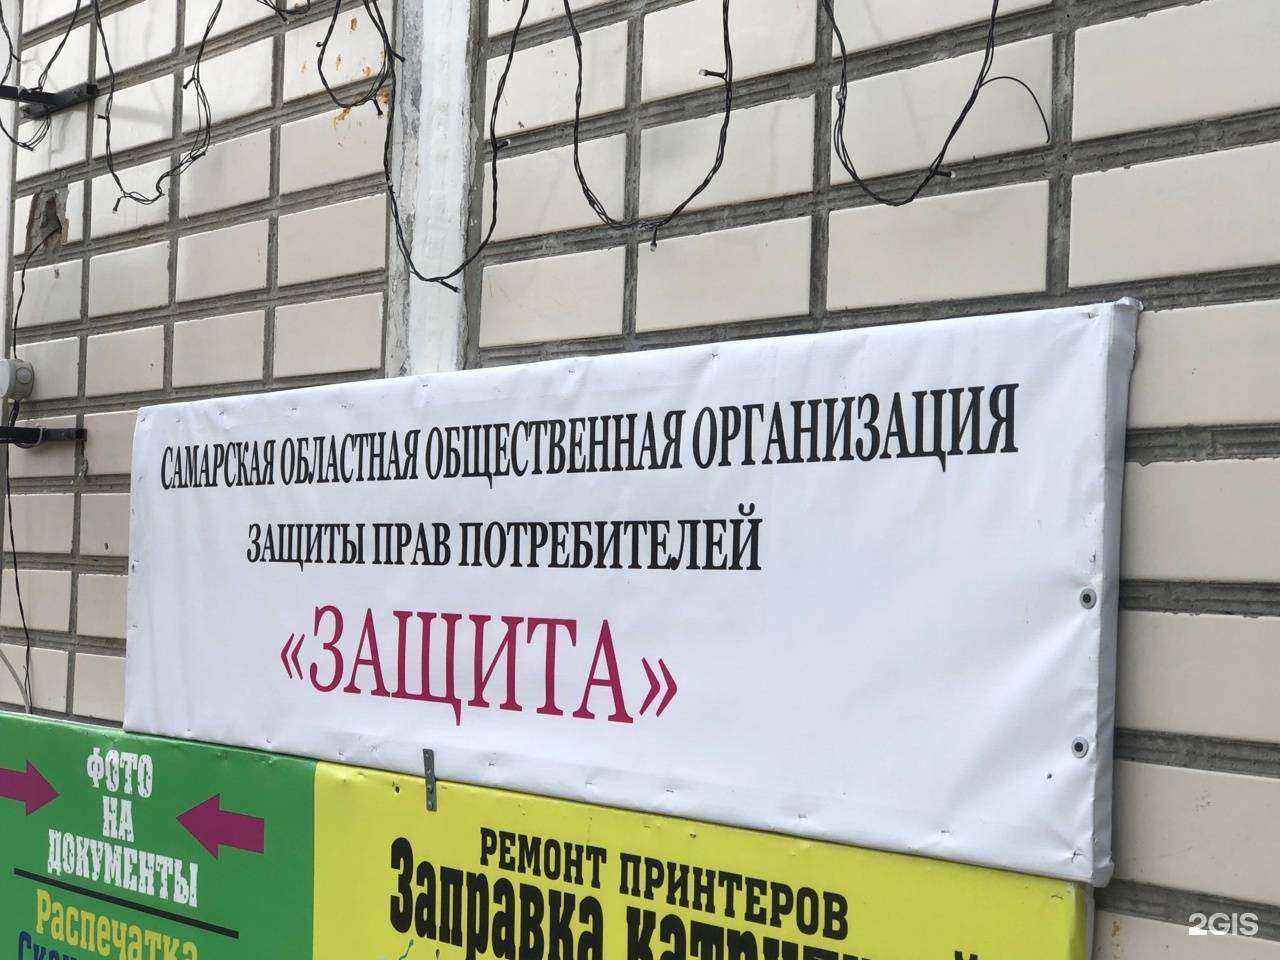 САМАРСКАЯ ОБЛАСТНАЯ ОБЩЕСТВЕННАЯ ОРГАНИЗАЦИЯ
ЗАЩИТЫ ПРАВ ПОТРЕБИТЕЛЕЙ
«ЗАЩИТА»
ФОТО
НА
ДОКУМЕНТЫ
Распечатка
РЕМОНТ ПРИНТЕРОВ
Заправка
2GIS